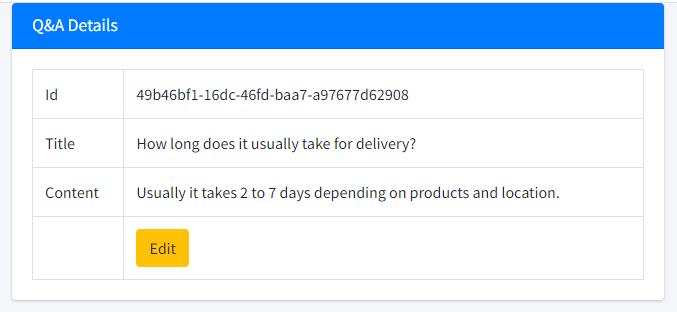 Q&A Details
Id 49b46bf1-16dc-46fd-baa7-a97677d62908
Title How long does it usually take for delivery?
Content Usually it takes 2 to 7 days depending on products and location.
Edit